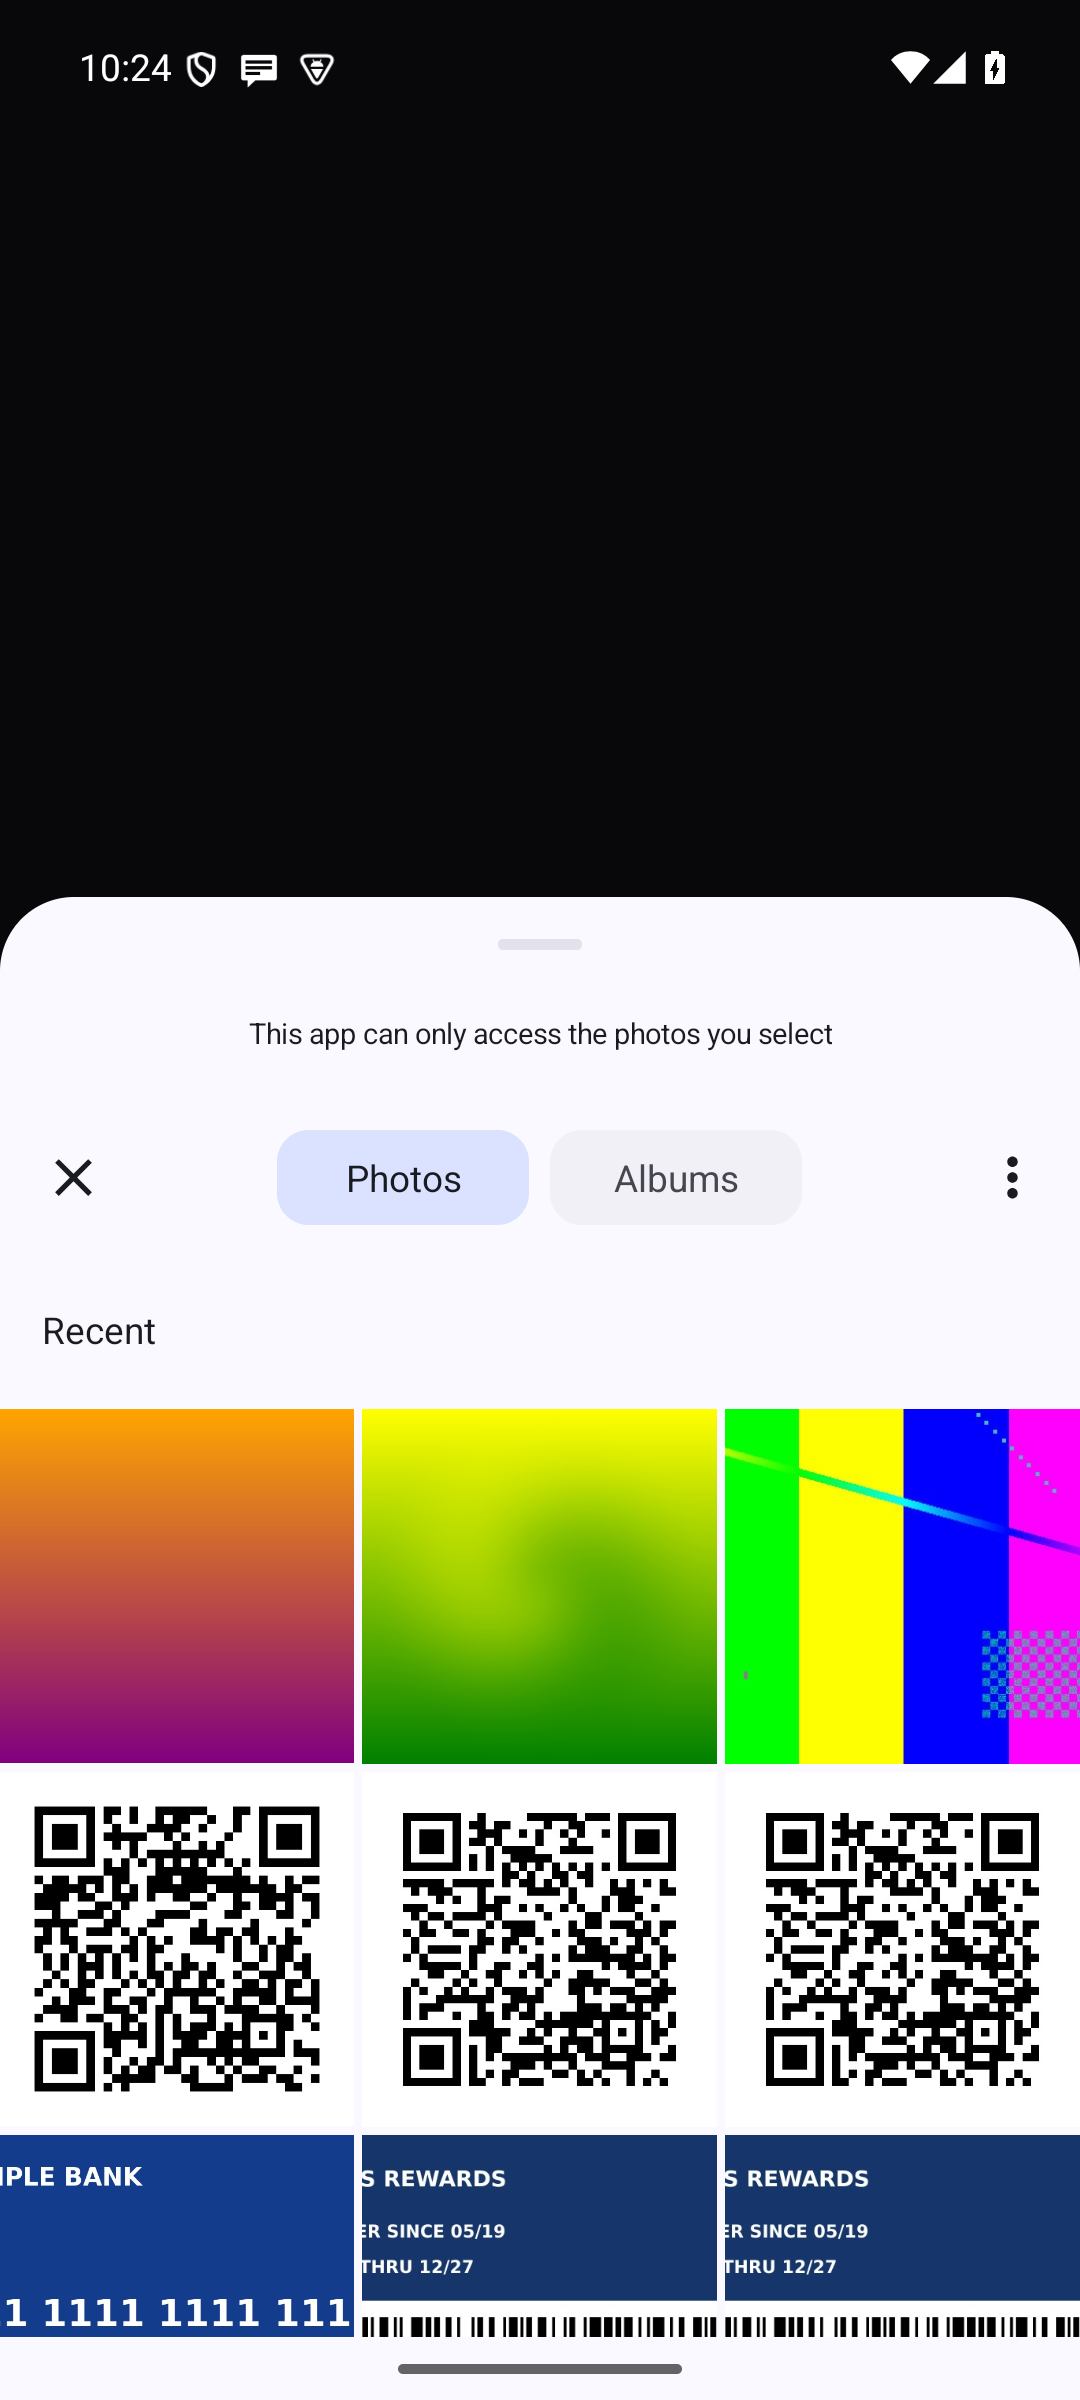 10:24
This app can only access the photos you select
Photos
Albums
Recent
PLE BANK
1 1111 1111 111
S REWARDS
ER SINCE 05/19
THRU 12/27
S REWARDS
ER SINCE 05/19
THRU 12/27